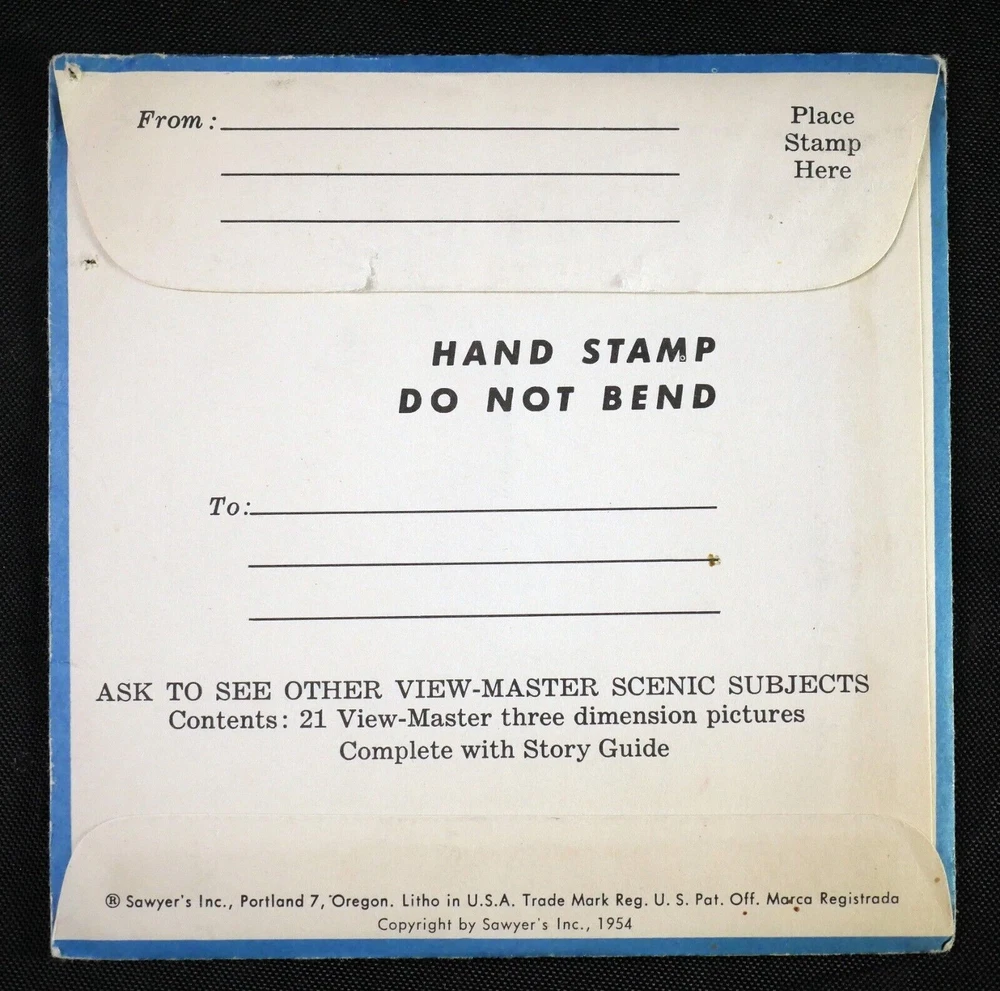 From:
Place
Stamp
Here
HAND STAMP
DO NOT BEND
To:
ASK TO SEE OTHER VIEW-MASTER SCENIC SUBJECTS
Contents: 21 View-Master three dimension pictures
Complete with Story Guide
® Sawyer's Inc., Portland 7, Oregon. Litho in U.S.A. Trade Mark Reg. U. S. Pat. Off. Marca Registrada
Copyright by Sawyer's Inc., 1954